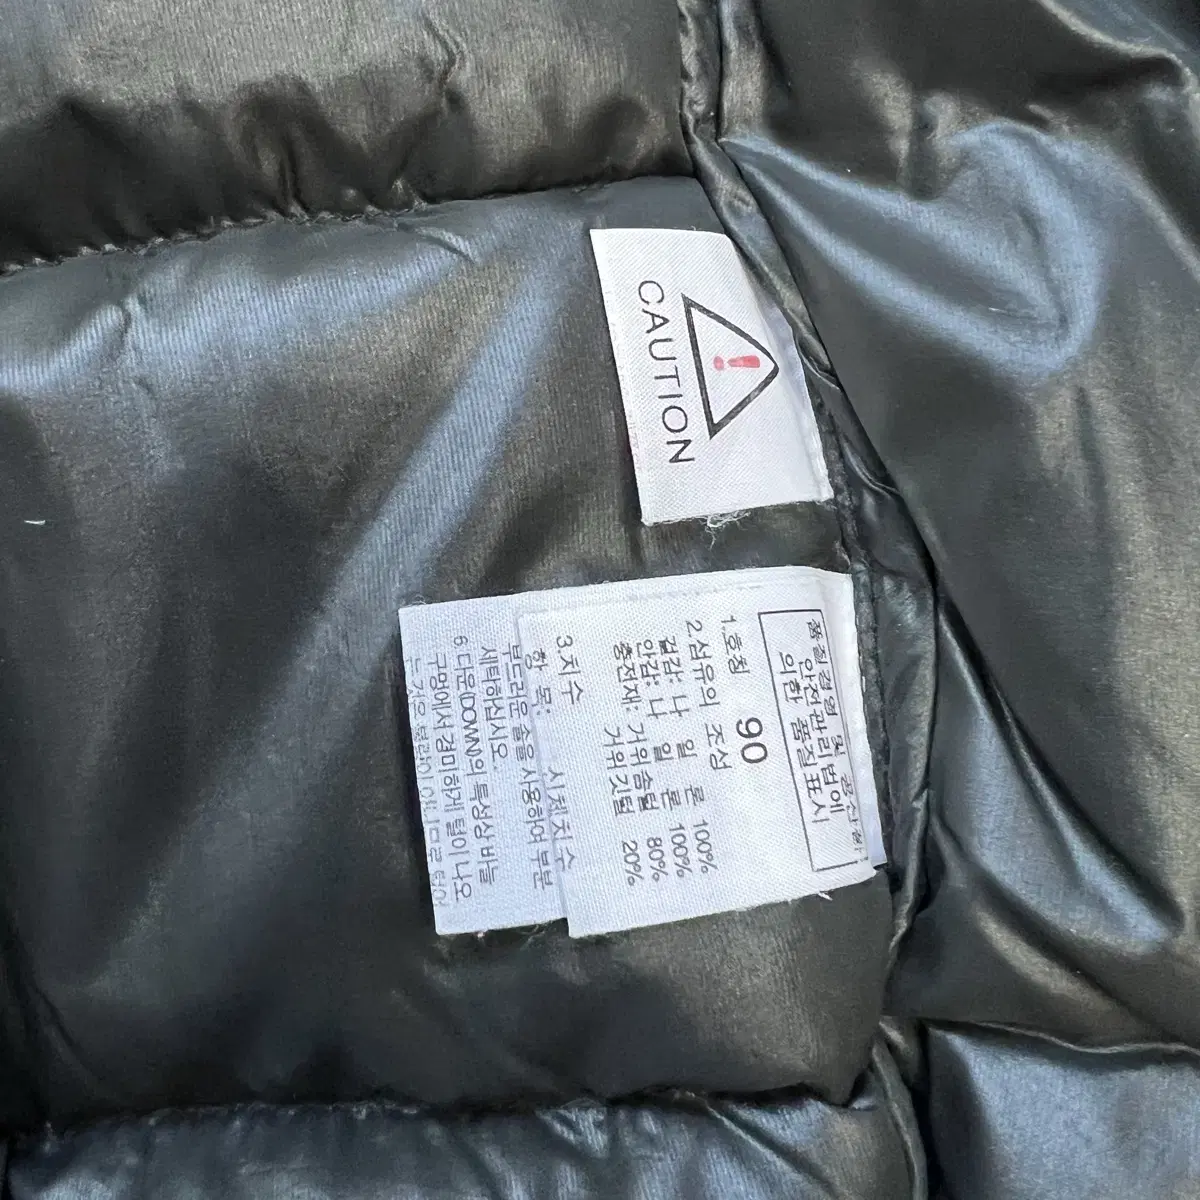 CAUTION
!
품질경영 및 공산
안전관리법에
의한 품질표시
1.호칭 90
2.섬유의 조성
겉감: 나 일 론 100%
안감: 나 일 론 100%
충전재: 거위솜털 80%
거위깃털 20%
3.치수
항 목: 신체치수
부드러운 솔을 사용하여 부분
세탁하십시오.
6.다운(DOWN)의 특성상 바늘
구멍에서 경미하게 털이 나오
는 것은